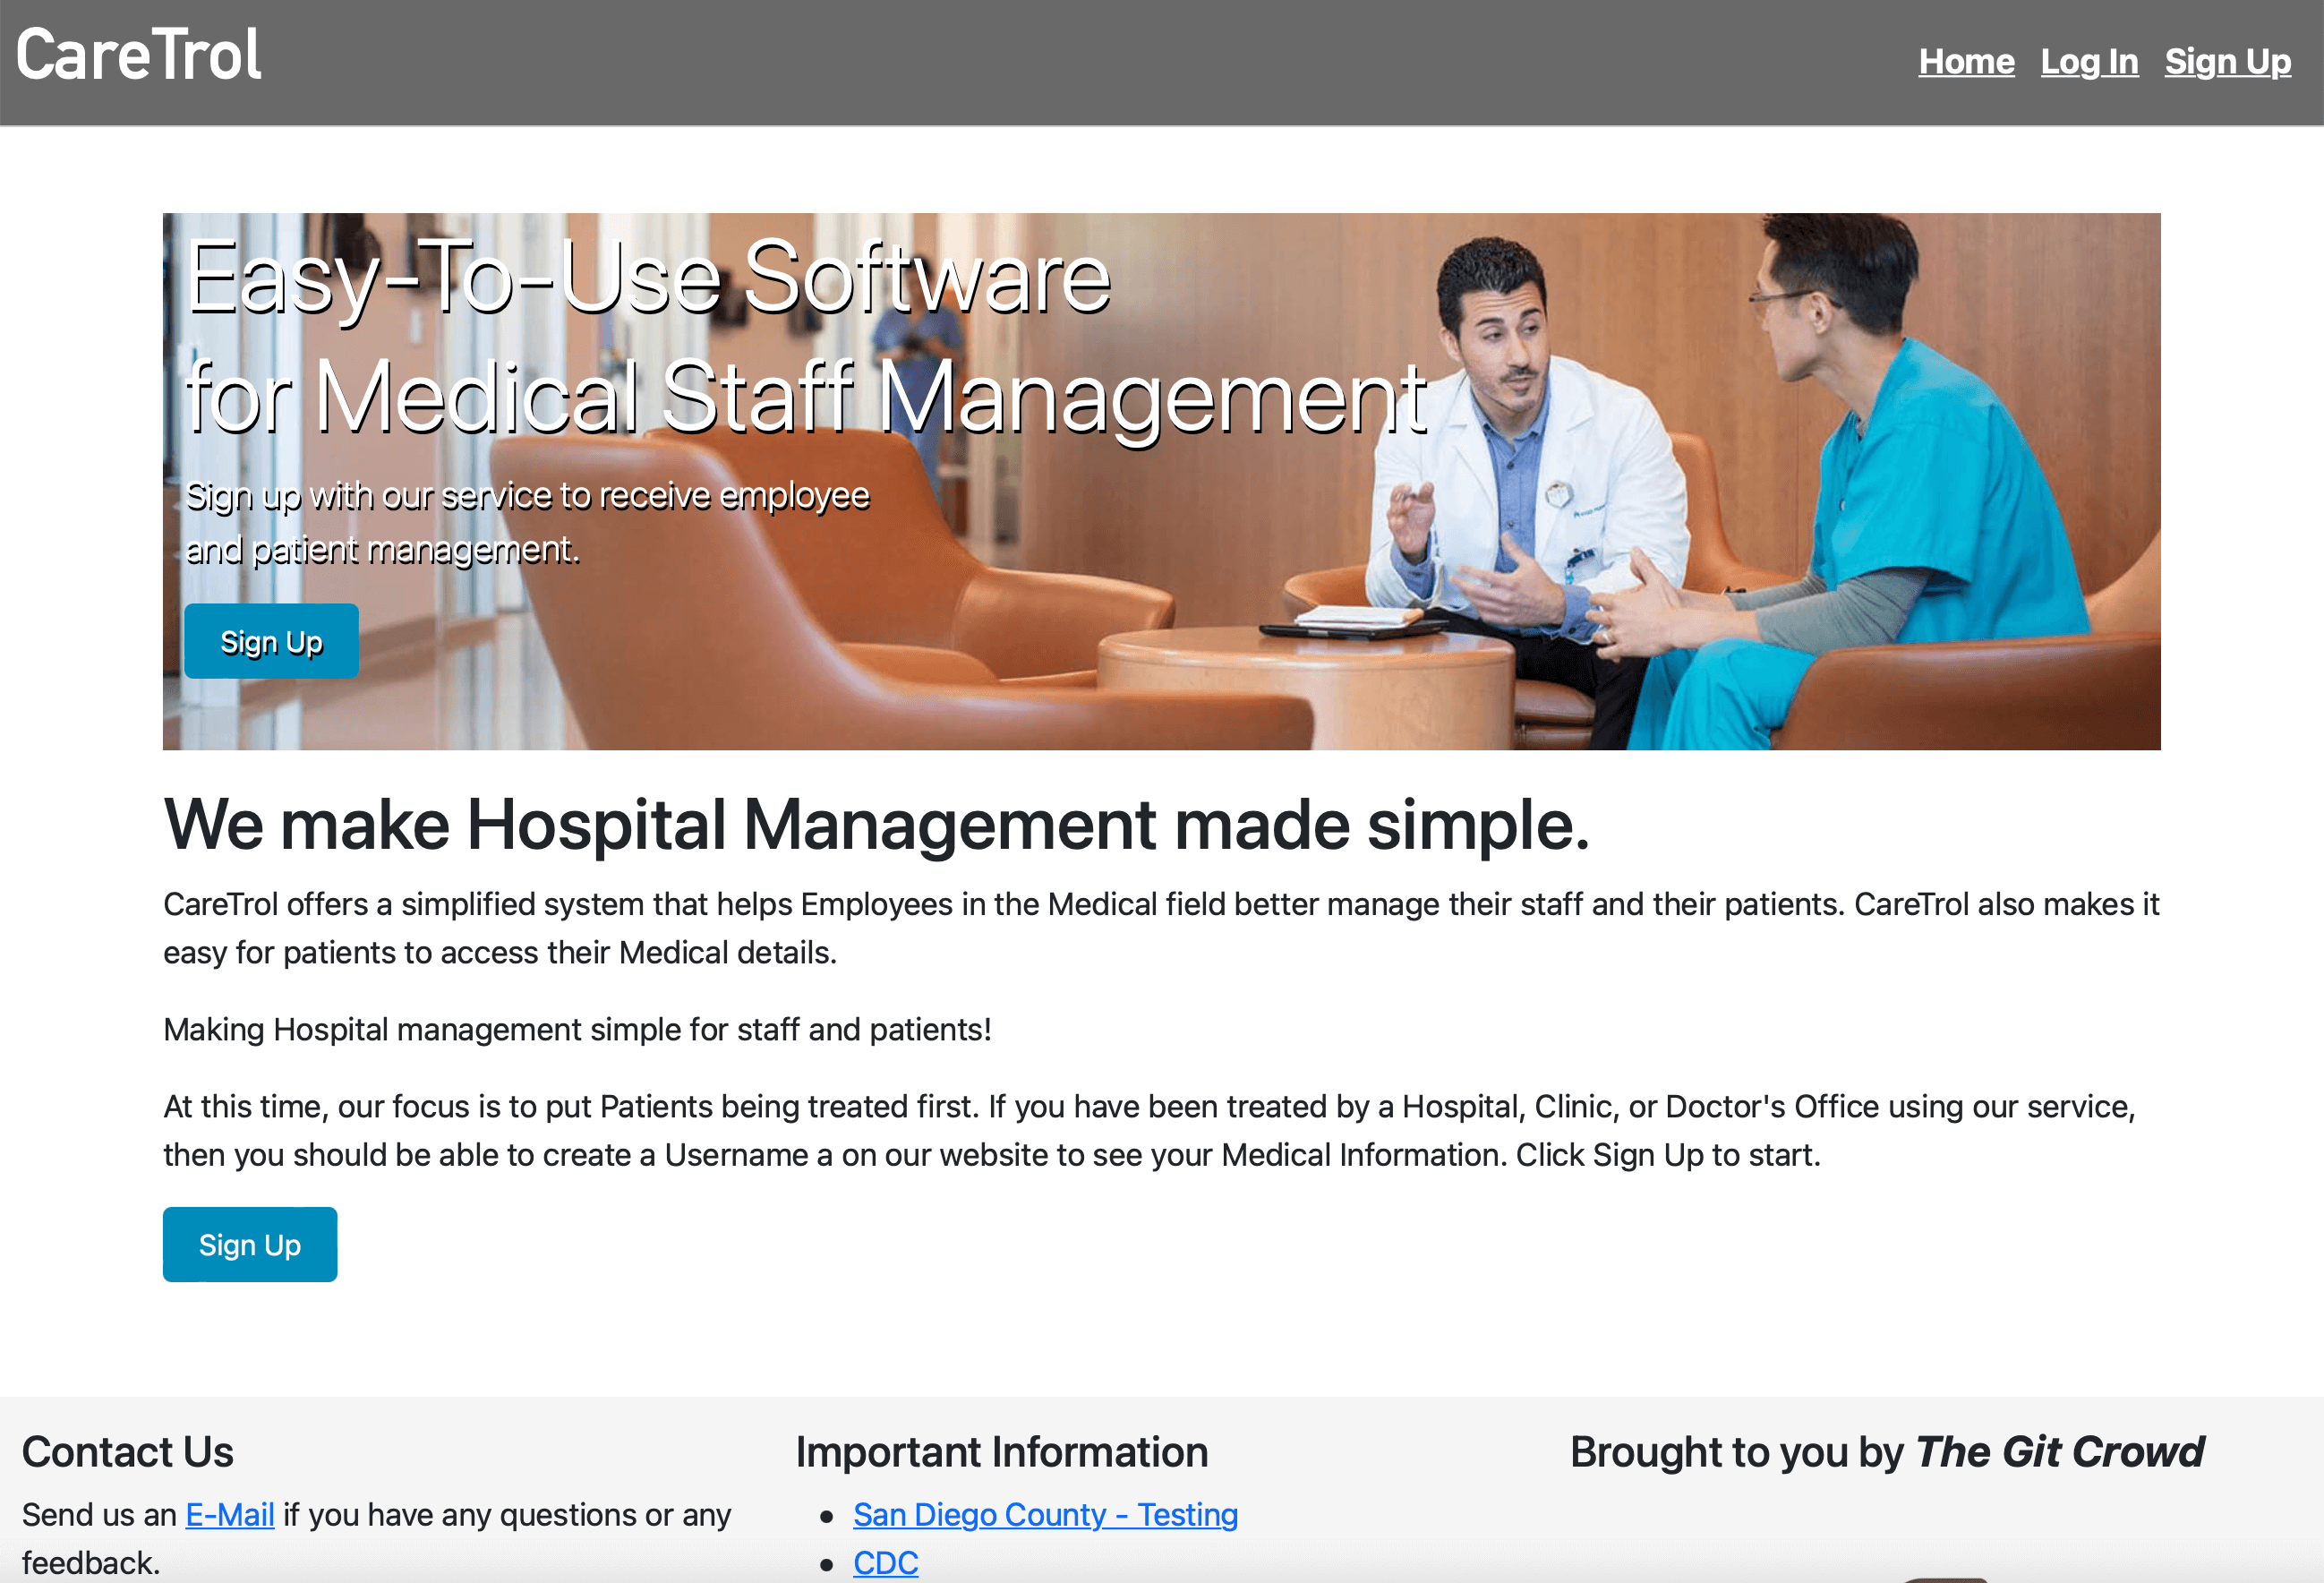 CareTrol
Home Log In Sign Up
Easy-To-Use Software
for Medical Staff Management
Sign up with our service to receive employee
and patient management.
Sign Up
We make Hospital Management made simple.
CareTrol offers a simplified system that helps Employees in the Medical field better manage their staff and their patients. CareTrol also makes it
easy for patients to access their Medical details.
Making Hospital management simple for staff and patients!
At this time, our focus is to put Patients being treated first. If you have been treated by a Hospital, Clinic, or Doctor's Office using our service,
then you should be able to create a Username a on our website to see your Medical Information. Click Sign Up to start.
Sign Up
Contact Us
Send us an E-Mail if you have any questions or any
feedback.
Important Information
San Diego County - Testing
CDC
Brought to you by The Git Crowd